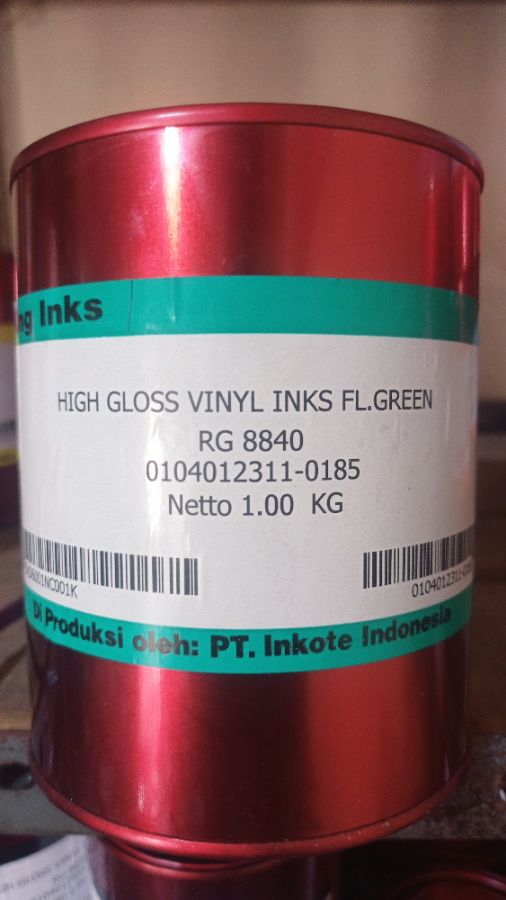 Inks
HIGH GLOSS VINYL INKS FL.GREEN
RG 8840
0104012311-0185
Netto 1.00 KG
Di Produksi oleh: PT. Inkote Indonesia